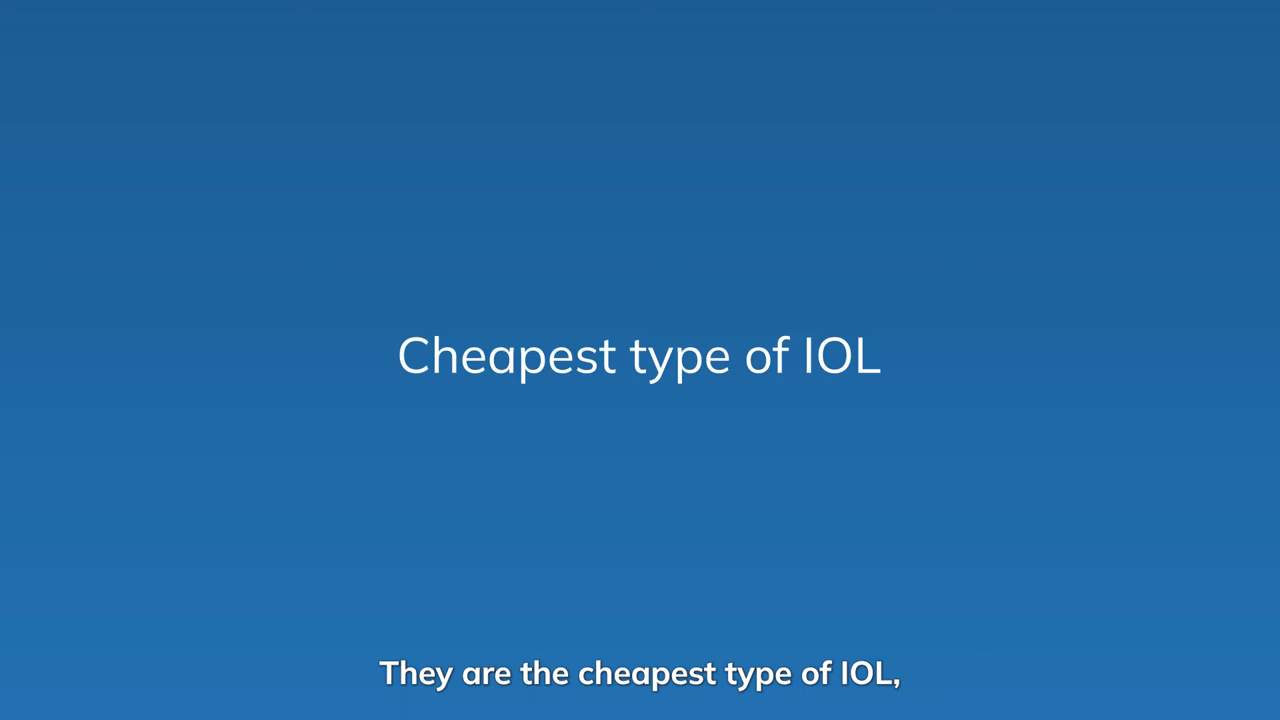 Cheapest type of IOL
They are the cheapest type of IOL,